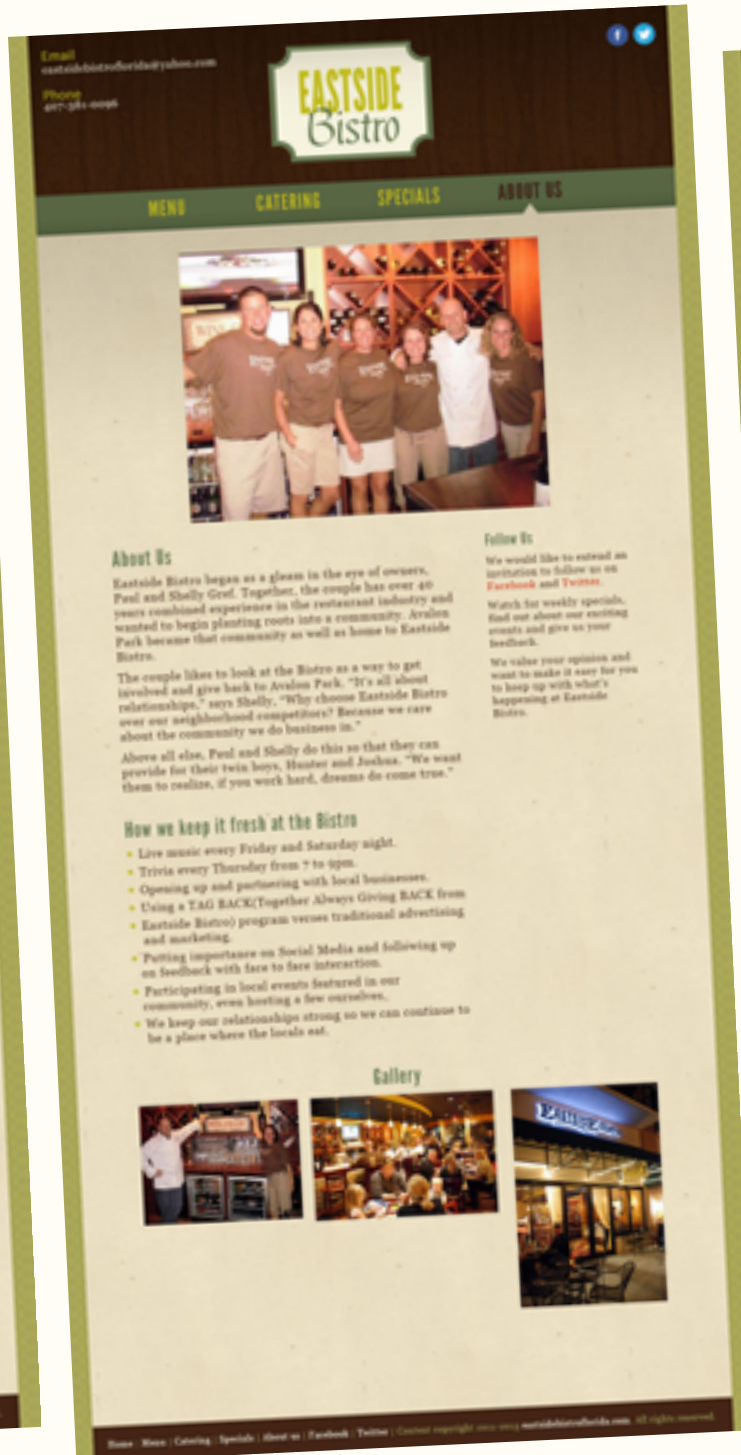 Email
eastsidebistroflorida@yahoo.com
Phone
407-381-0096
EASTSIDE
Bistro
MENU
CATERING
SPECIALS
ABOUT US
About Us
Eastside Bistro began as a gleam in the eye of owners,
Paul and Shelly Gref. Together, the couple has over 40
years combined experience in the restaurant industry and
wanted to begin planting roots into a community. Avalon
Park became that community as well as home to Eastside
Bistro.
The couple likes to look at the Bistro as a way to get
involved and give back to Avalon Park. "It's all about
relationships," says Shelly, "Why choose Eastside Bistro
over our neighborhood competitors? Because we care
about the community we do business in."
Above all else, Paul and Shelly do this so that they can
provide for their twin boys, Hunter and Joshua. "We want
them to realize, if you work hard, dreams do come true."
Follow Us
We would like to extend an
invitation to follow us on
Facebook and Twitter.
Watch for weekly specials,
find out about our exciting
events and give us your
feedback.
We value your opinion and
want to make it easy for you
to keep up with what's
happening at Eastside
Bistro.
How we keep it fresh at the Bistro
Live music every Friday and Saturday night.
Trivia every Thursday from 7 to 9pm.
Opening up and partnering with local businesses.
Using a TAG BACK(Together Always Giving BACK from
Eastside Bistro) program verses traditional advertising
and marketing.
Putting importance on Social Media and following up
on feedback with face to face interaction.
Participating in local events featured in our
community, even hosting a few ourselves.
We keep our relationships strong so we can continue to
be a place where the locals eat.
Gallery
Home | Menu | Catering | Specials | About us | Facebook | Twitter | Content copyright 2012-2013 eastsidebistroflorida.com. All rights reserved.